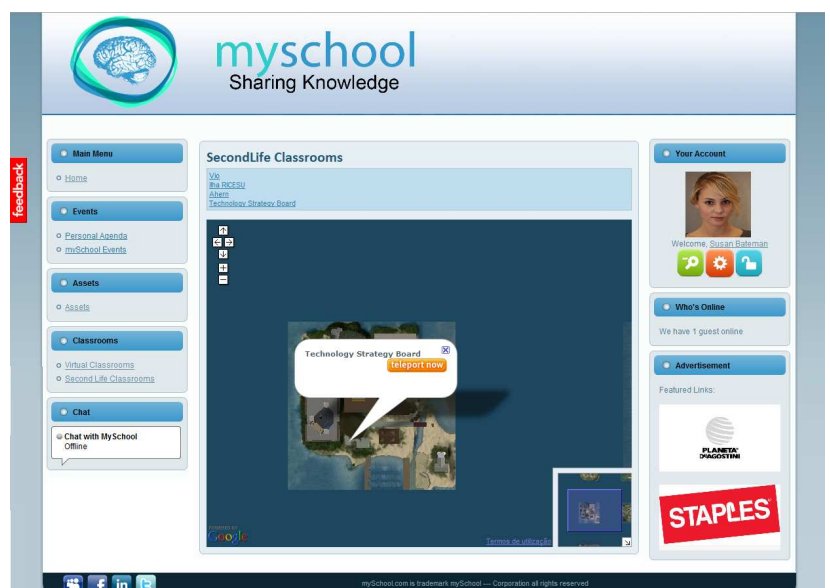 myschool
Sharing Knowledge
feedback
Main Menu
Home
Events
Personal Agenda
mySchool Events
Assets
Assets
Classrooms
Virtual Classrooms
Second Life Classrooms
Chat
Chat with MySchool
Offline
SecondLife Classrooms
Ilha RICESU
Ahern
Technology Strategy Board
Technology Strategy Board
teleport now
POWERED BY
Google
Termos de utilização
Your Account
Welcome, Susan Bateman
Who's Online
We have 1 guest online
Advertisement
Featured Links:
PLANETA
DeAGOSTINI
STAPLES
mySchool.com is trademark mySchool — Corporation all rights reserved